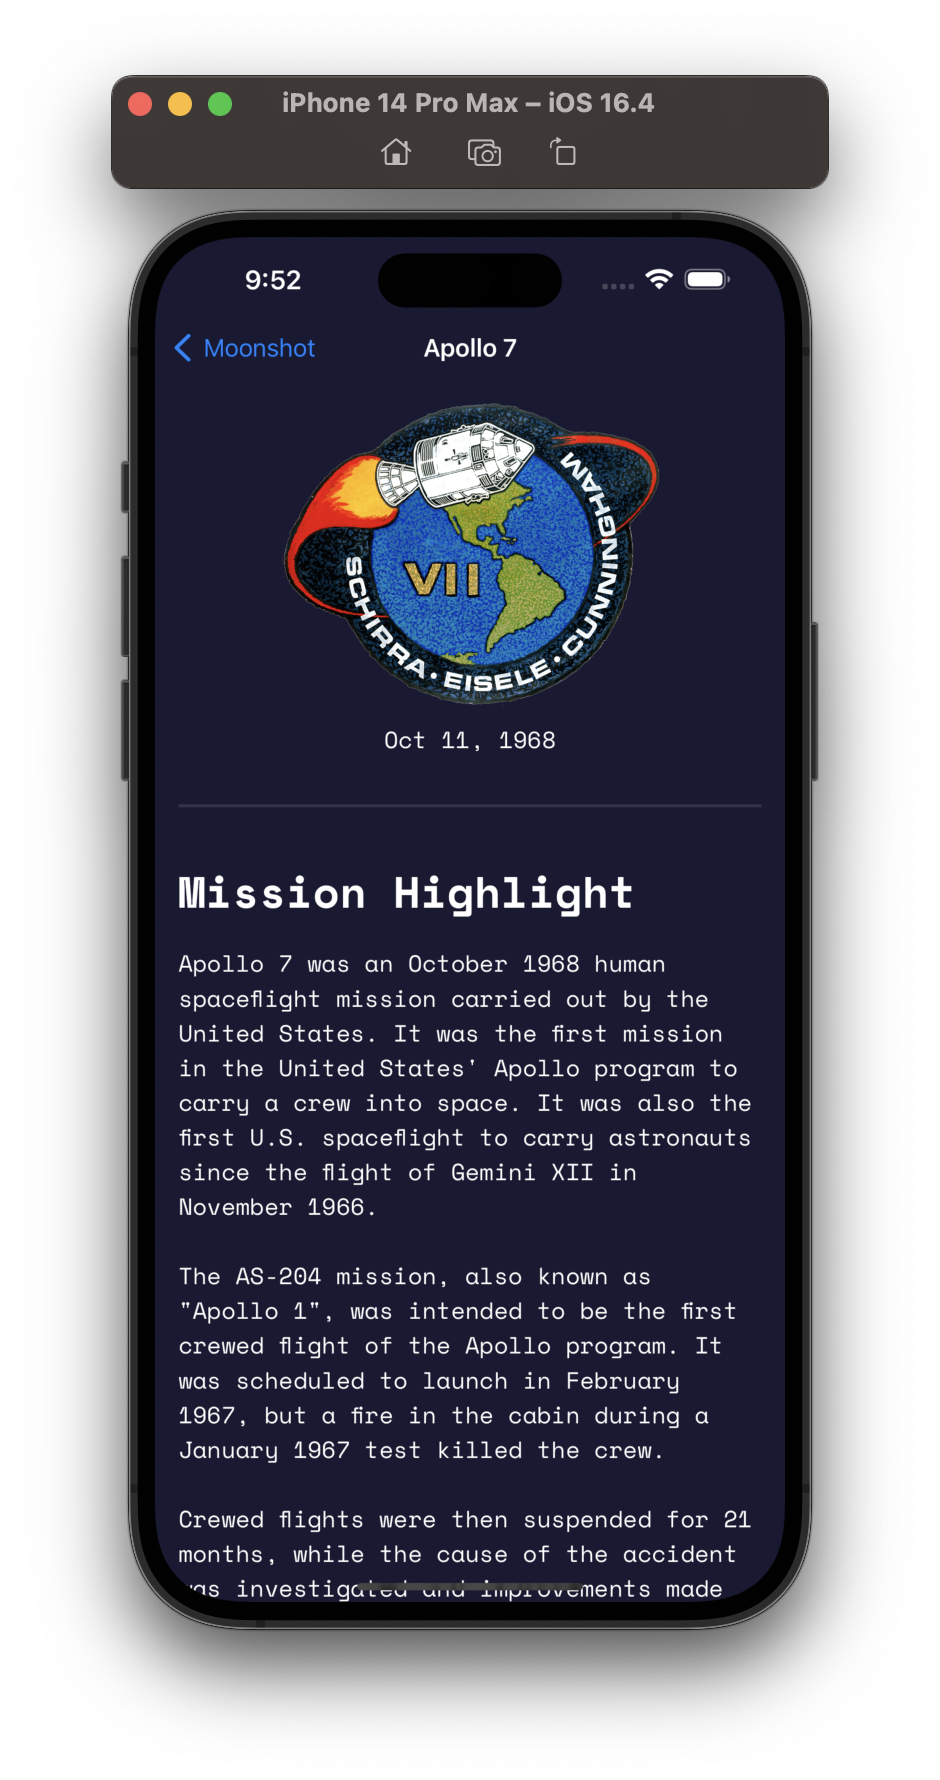 iPhone 14 Pro Max – iOS 16.4
9:52
Moonshot
Apollo 7
VII
SCHIRRA • EISELE • CUNNINGHAM
Oct 11, 1968
Mission Highlight
Apollo 7 was an October 1968 human
spaceflight mission carried out by the
United States. It was the first mission
in the United States' Apollo program to
carry a crew into space. It was also the
first U.S. spaceflight to carry astronauts
since the flight of Gemini XII in
November 1966.
The AS-204 mission, also known as
"Apollo 1", was intended to be the first
crewed flight of the Apollo program. It
was scheduled to launch in February
1967, but a fire in the cabin during a
January 1967 test killed the crew.
Crewed flights were then suspended for 21
months, while the cause of the accident
was investigated and improvements made